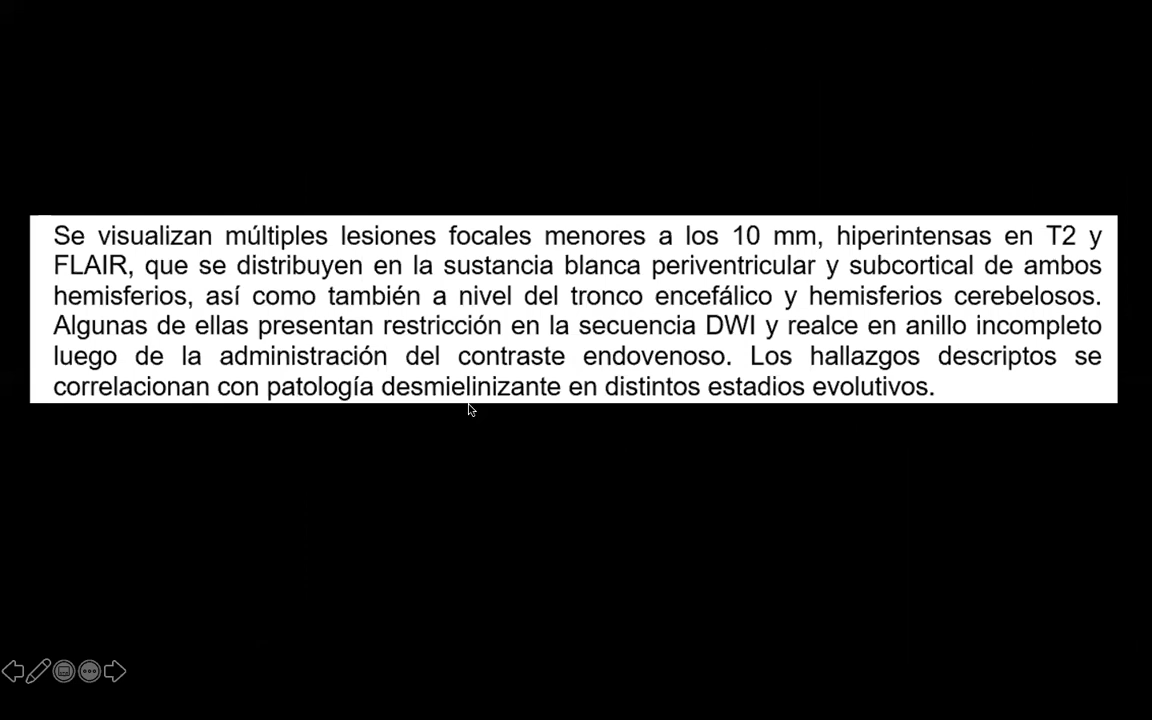 Se visualizan múltiples lesiones focales menores a los 10 mm, hiperintensas en T2 y
FLAIR, que se distribuyen en la sustancia blanca periventricular y subcortical de ambos
hemisferios, así como también a nivel del tronco encefálico y hemisferios cerebelosos.
Algunas de ellas presentan restricción en la secuencia DWI y realce en anillo incompleto
luego de la administración del contraste endovenoso. Los hallazgos descriptos se
correlacionan con patología desmielinizante en distintos estadios evolutivos.